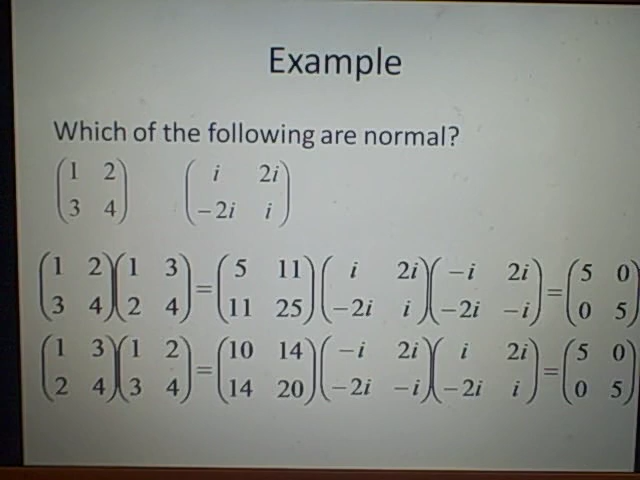 Example
Which of the following are normal?
(1 2; 3 4) (i 2i; −2i i)
(1 2; 3 4)(1 3; 2 4) = (5 11; 11 25) (i 2i; −2i i)(−i 2i; −2i −i) = (5 0; 0 5)
(1 3; 2 4)(1 2; 3 4) = (10 14; 14 20) (−i 2i; −2i −i)(i 2i; −2i i) = (5 0; 0 5)